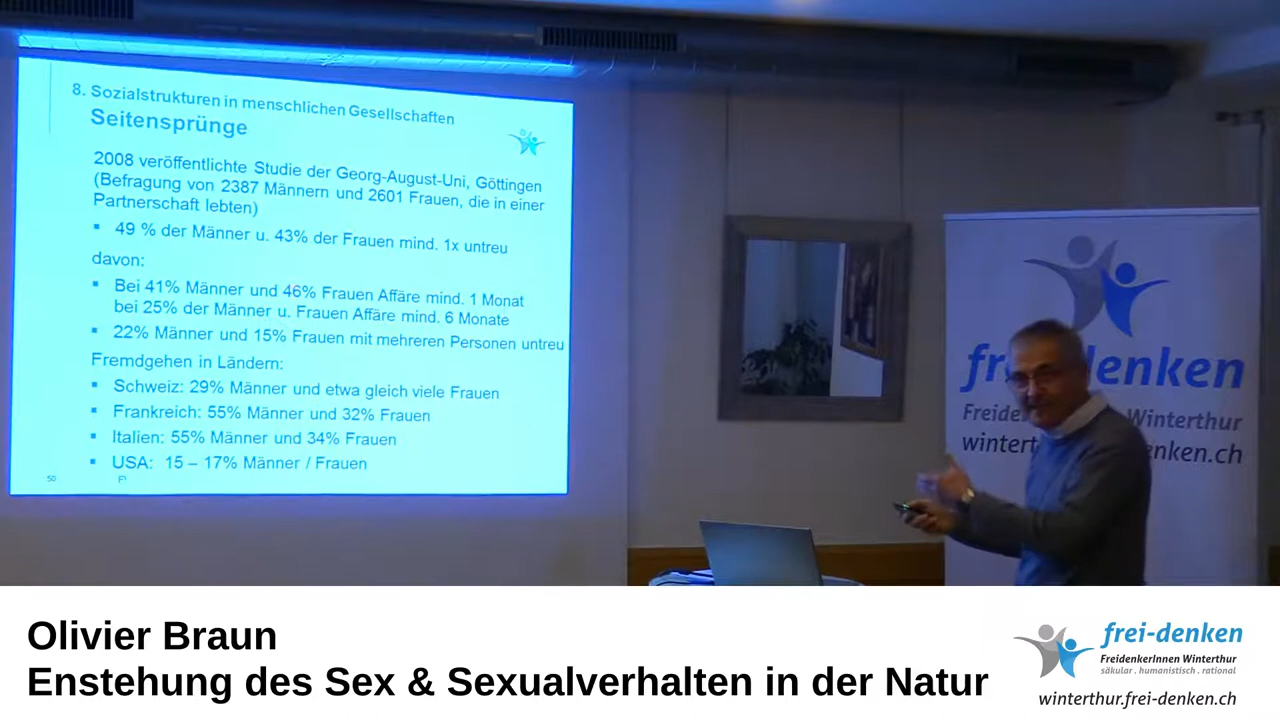 8. Sozialstrukturen in menschlichen Gesellschaften
Seitensprünge
2008 veröffentlichte Studie der Georg-August-Uni, Göttingen
(Befragung von 2387 Männern und 2601 Frauen, die in einer
Partnerschaft lebten)
▪ 49 % der Männer u. 43% der Frauen mind. 1x untreu
davon:
▪ Bei 41% Männer und 46% Frauen Affäre mind. 1 Monat
bei 25% der Männer u. Frauen Affäre mind. 6 Monate
▪ 22% Männer und 15% Frauen mit mehreren Personen untreu
Fremdgehen in Ländern:
▪ Schweiz: 29% Männer und etwa gleich viele Frauen
▪ Frankreich: 55% Männer und 32% Frauen
▪ Italien: 55% Männer und 34% Frauen
▪ USA: 15 – 17% Männer / Frauen
50
Winterthur
Olivier Braun
Enstehung des Sex & Sexualverhalten in der Natur
frei-denken
FreidenkerInnen Winterthur
säkular . humanistisch . rational
winterthur.frei-denken.ch